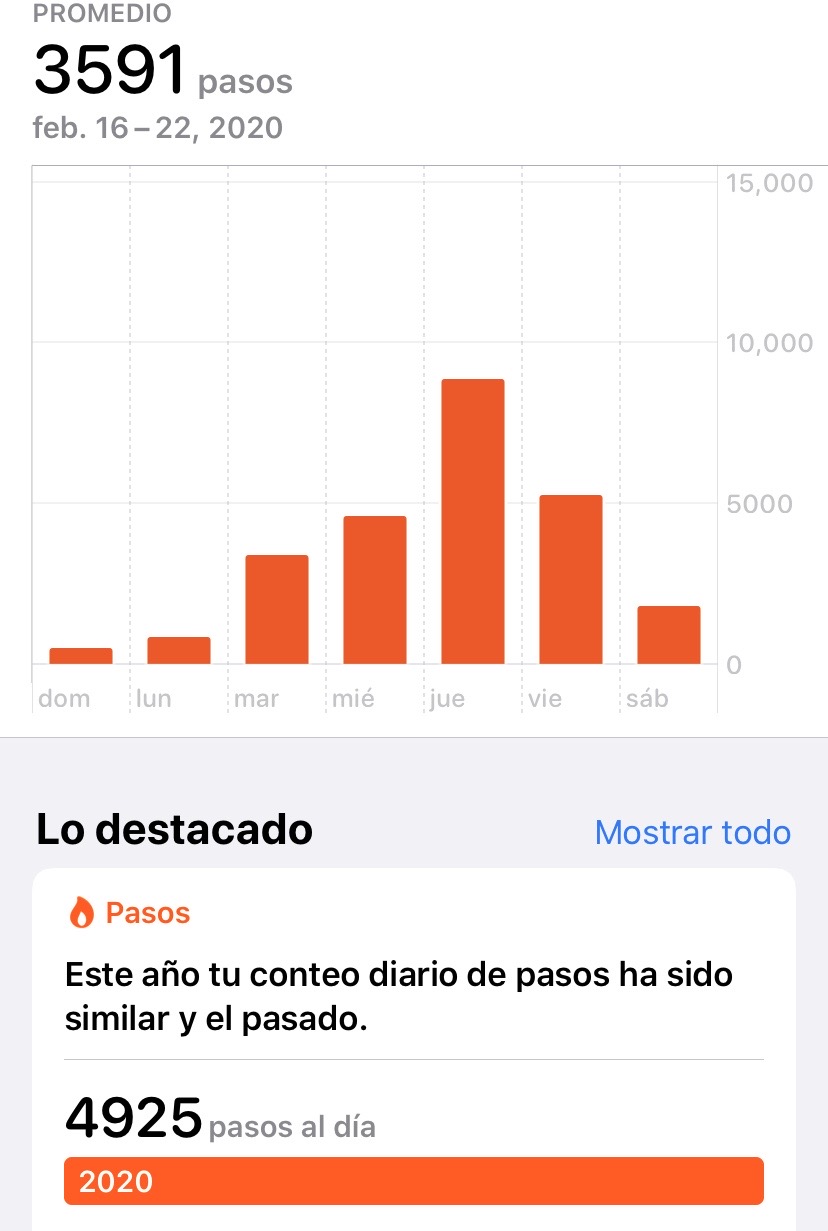 PROMEDIO
3591 pasos
feb. 16–22, 2020
15,000
10,000
5000
0
dom lun mar mié jue vie sáb
Lo destacado Mostrar todo
Pasos
Este año tu conteo diario de pasos ha sido
similar y el pasado.
4925 pasos al día
2020